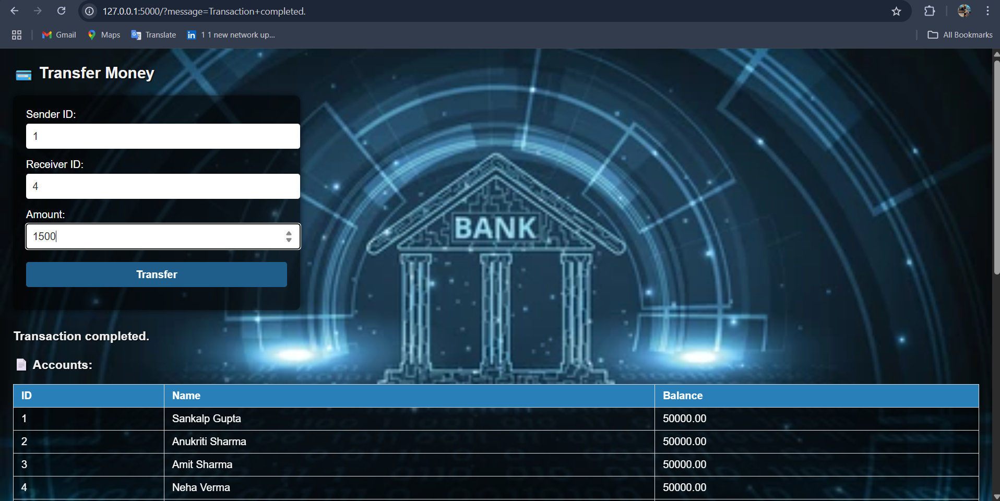 127.0.0.1:5000/?message=Transaction+completed.
Gmail Maps Translate 1 1 new network up... All Bookmarks
Transfer Money
Sender ID:
1
Receiver ID:
4
Amount:
1500
Transfer
BANK
Transaction completed.
Accounts:
ID Name Balance
1 Sankalp Gupta 50000.00
2 Anukriti Sharma 50000.00
3 Amit Sharma 50000.00
4 Neha Verma 50000.00